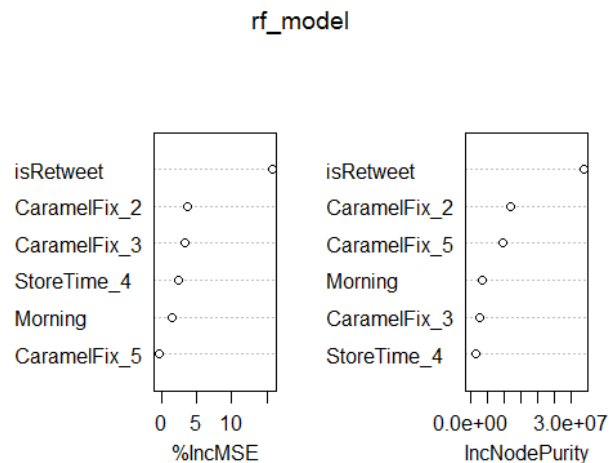 rf_model
isRetweet
CaramelFix_2
CaramelFix_3
StoreTime_4
Morning
CaramelFix_5
0 5 10
%IncMSE
isRetweet
CaramelFix_2
CaramelFix_5
Morning
CaramelFix_3
StoreTime_4
0.0e+00 3.0e+07
IncNodePurity